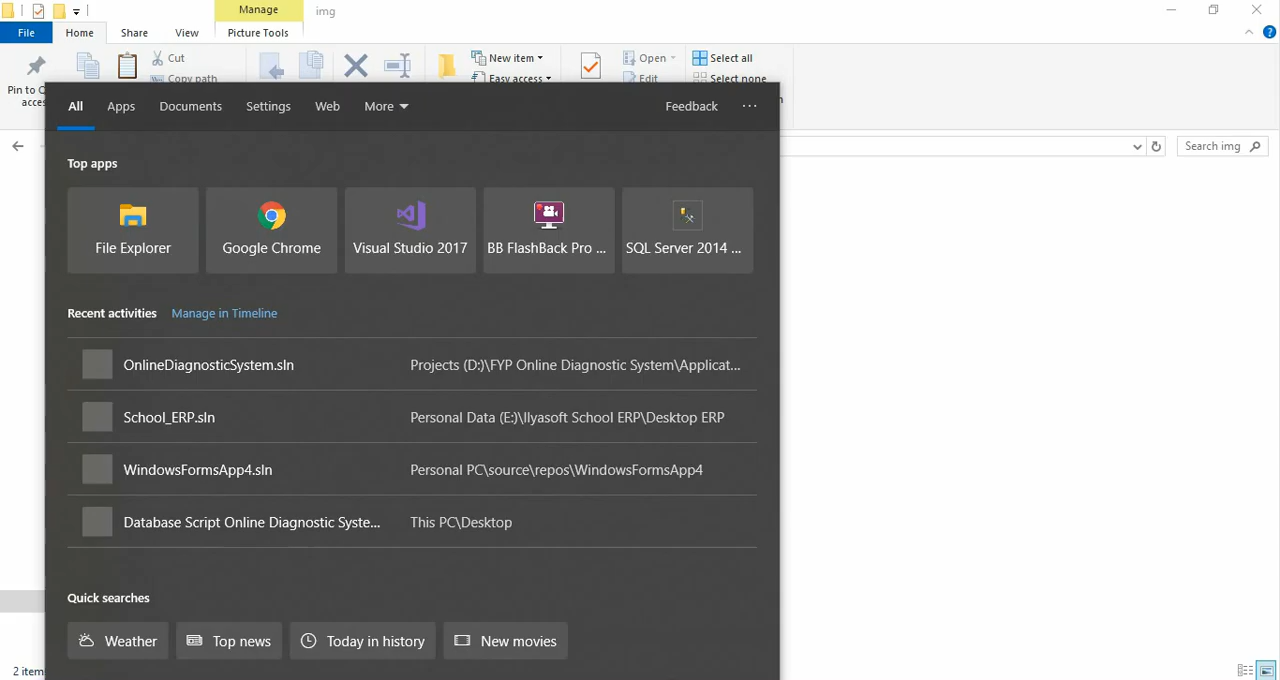 Manage
img
File
Home
Share
View
Picture Tools
Pin to Q
acce
Cut
Copy path
New item
Easy access
Open
Edit
Select all
Select none
Search img
All
Apps
Documents
Settings
Web
More
Feedback
Top apps
File Explorer
Google Chrome
Visual Studio 2017
BB FlashBack Pro ...
SQL Server 2014 ...
Recent activities
Manage in Timeline
OnlineDiagnosticSystem.sln
Projects (D:)\FYP Online Diagnostic System\Applicat...
School_ERP.sln
Personal Data (E:)\Ilyasoft School ERP\Desktop ERP
WindowsFormsApp4.sln
Personal PC\source\repos\WindowsFormsApp4
Database Script Online Diagnostic Syste...
This PC\Desktop
Quick searches
Weather
Top news
Today in history
New movies
2 item